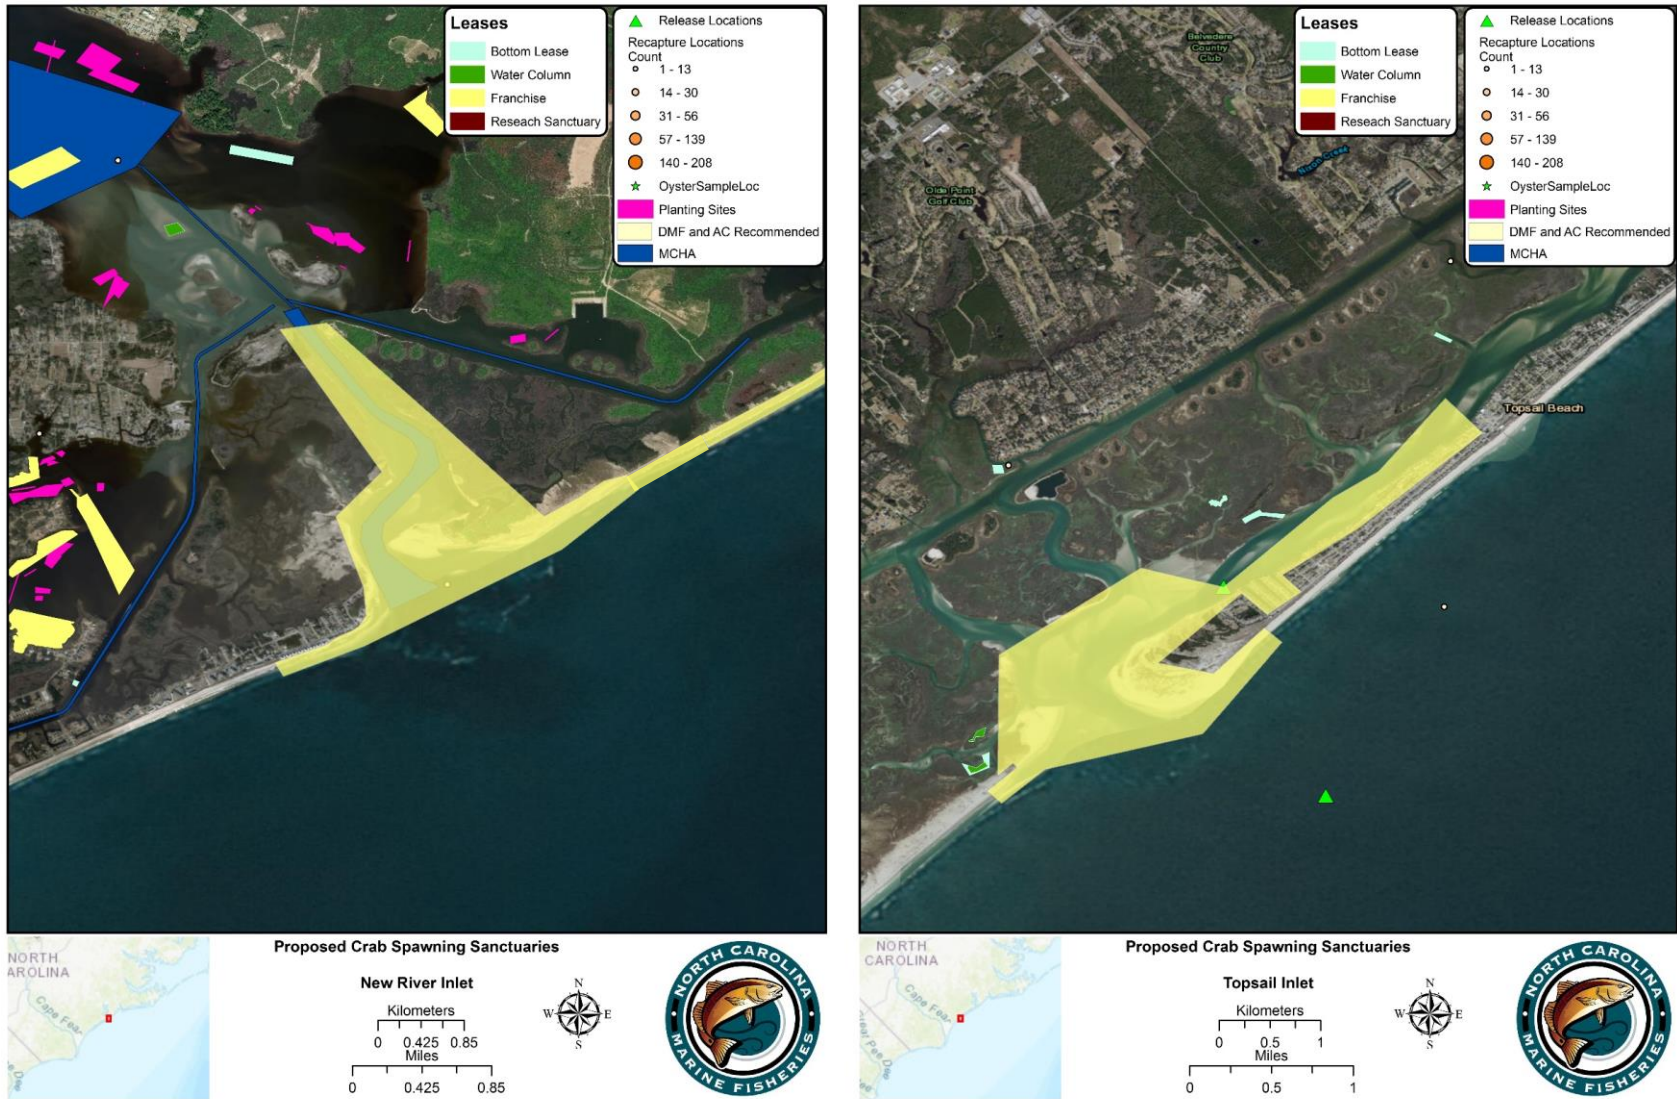 Leases
Bottom Lease
Water Column
Franchise
Reseach Sanctuary
Release Locations
Recapture Locations
Count
1 - 13
14 - 30
31 - 56
57 - 139
140 - 208
OysterSampleLoc
Planting Sites
DMF and AC Recommended
MCHA
NORTH
AROLINA
Cape Fea
Proposed Crab Spawning Sanctuaries
New River Inlet
Kilometers
0 0.425 0.85
Miles
0 0.425 0.85
N
W E
S
NORTH CAROLINA
MARINE FISHERIES
Belvedere
Country
Club
Olde Point
Golf Club
Nixon Creek
Topsail Beach
Leases
Bottom Lease
Water Column
Franchise
Reseach Sanctuary
Release Locations
Recapture Locations
Count
1 - 13
14 - 30
31 - 56
57 - 139
140 - 208
OysterSampleLoc
Planting Sites
DMF and AC Recommended
MCHA
NORTH
CAROLINA
Cape Fear
Proposed Crab Spawning Sanctuaries
Topsail Inlet
Kilometers
0 0.5 1
Miles
0 0.5 1
N
W E
S
NORTH CAROLINA
MARINE FISHERIES